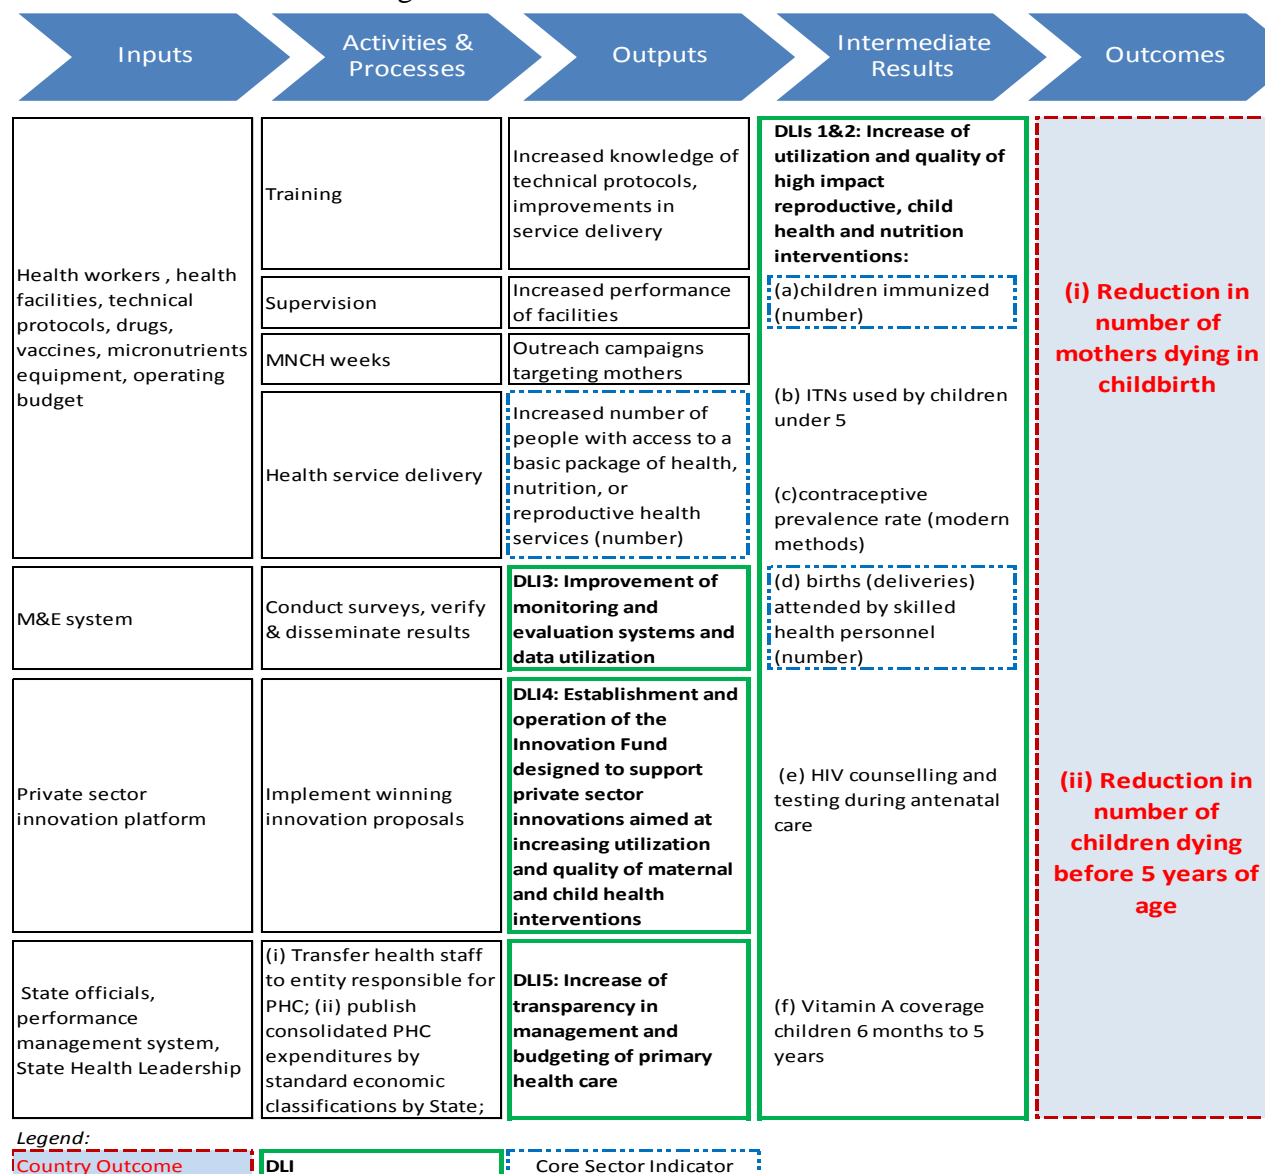 Inputs
Activities &
Processes
Outputs
Intermediate
Results
Outcomes
Health workers , health
facilities, technical
protocols, drugs,
vaccines, micronutrients
equipment, operating
budget
Training
Increased knowledge of
technical protocols,
improvements in
service delivery
Supervision
Increased performance
of facilities
MNCH weeks
Outreach campaigns
targeting mothers
Health service delivery
Increased number of
people with access to a
basic package of health,
nutrition, or
reproductive health
services (number)
M&E system
Conduct surveys, verify
& disseminate results
DLI3: Improvement of
monitoring and
evaluation systems and
data utilization
Private sector
innovation platform
Implement winning
innovation proposals
DLI4: Establishment and
operation of the
Innovation Fund
designed to support
private sector
innovations aimed at
increasing utilization
and quality of maternal
and child health
interventions
State officials,
performance
management system,
State Health Leadership
(i) Transfer health staff
to entity responsible for
PHC; (ii) publish
consolidated PHC
expenditures by
standard economic
classifications by State;
DLI5: Increase of
transparency in
management and
budgeting of primary
health care
DLIs 1&2: Increase of
utilization and quality of
high impact
reproductive, child
health and nutrition
interventions:
(a)children immunized
(number)
(b) ITNs used by children
under 5
(c)contraceptive
prevalence rate (modern
methods)
(d) births (deliveries)
attended by skilled
health personnel
(number)
(e) HIV counselling and
testing during antenatal
care
(f) Vitamin A coverage
children 6 months to 5
years
(i) Reduction in
number of
mothers dying in
childbirth
(ii) Reduction in
number of
children dying
before 5 years of
age
Legend:
Country Outcome
DLI
Core Sector Indicator